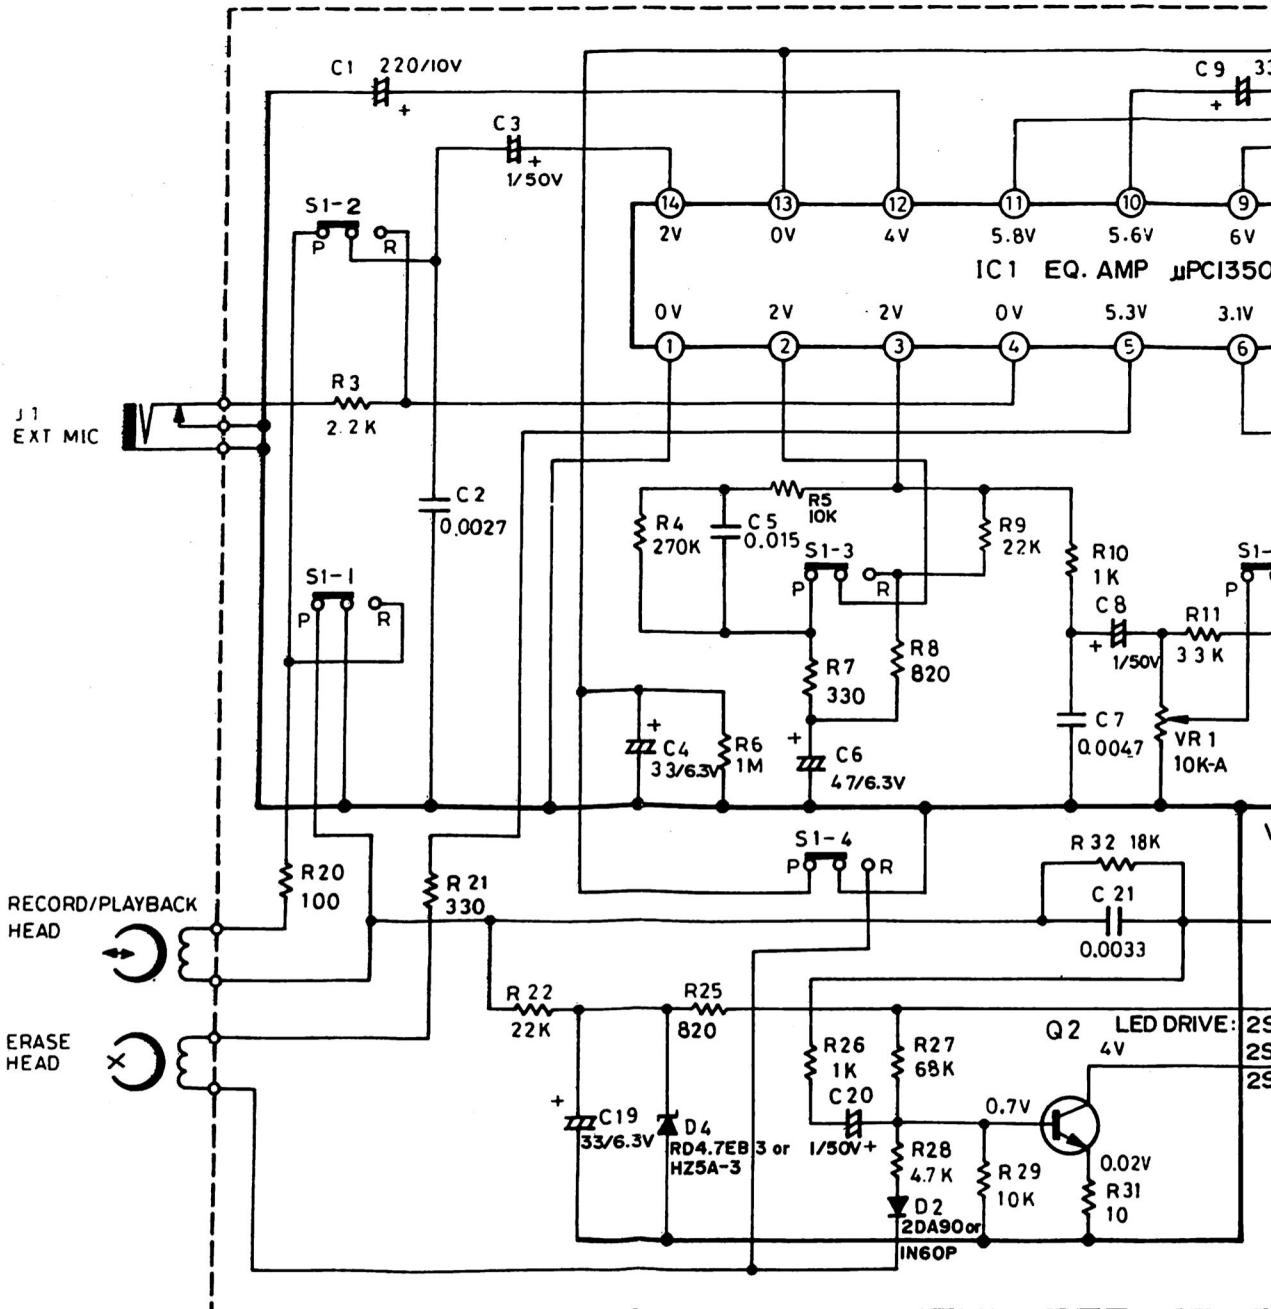 C1 220/10V
C9 33
C3
+
+
+
1/50V
S1-2
P R
14 13 12 11 10 9
2V 0V 4V 5.8V 5.6V 6V
IC1 EQ. AMP µPC1350
0V 2V 2V 0V 5.3V 3.1V
1 2 3 4 5 6
R3
2.2K
J1
EXT MIC
C2
0.0027
R4
270K
C5
0.015
R5
10K
R9
22K
S1-3
P R
R10
1K
S1-
P
S1-1
P R
C8
+
1/50V
R11
33K
R7
330
R8
820
C4
+
33/6.3V
R6
1M
C6
+
47/6.3V
C7
0.0047
VR1
10K-A
S1-4
P R
R32 18K
C21
0.0033
R20
100
R21
330
RECORD/PLAYBACK
HEAD
R22
22K
R25
820
ERASE
HEAD
R26
1K
R27
68K
Q2
LED DRIVE: 2S
2S
2S
4V
C19
+
33/6.3V
D4
RD4.7EB3 or
HZ5A-3
C20
1/50V+
0.7V
R28
4.7K
R29
10K
0.02V
R31
10
D2
2DA90 or
1N60P